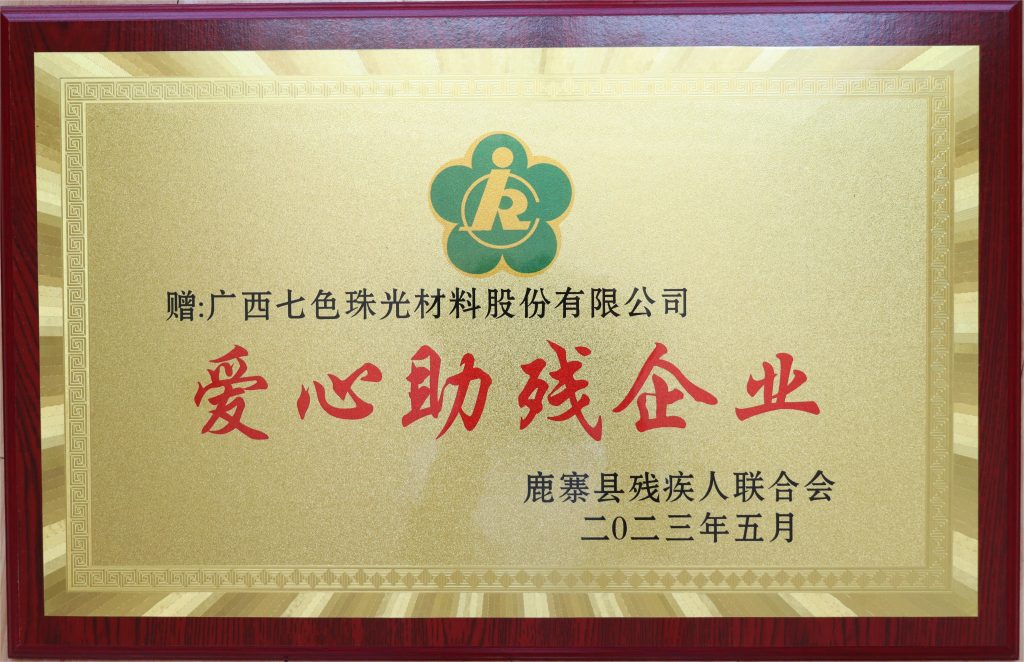 赠:广西七色珠光材料股份有限公司
爱心助残企业
鹿寨县残疾人联合会
二0二三年五月